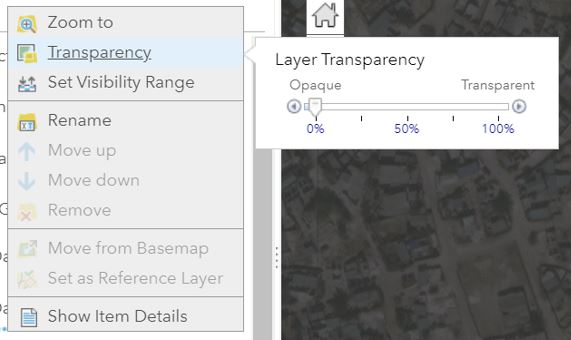 Zoom to
Transparency
Set Visibility Range
Rename
Move up
Move down
Remove
Move from Basemap
Set as Reference Layer
Show Item Details
Layer Transparency
Opaque Transparent
0% 50% 100%